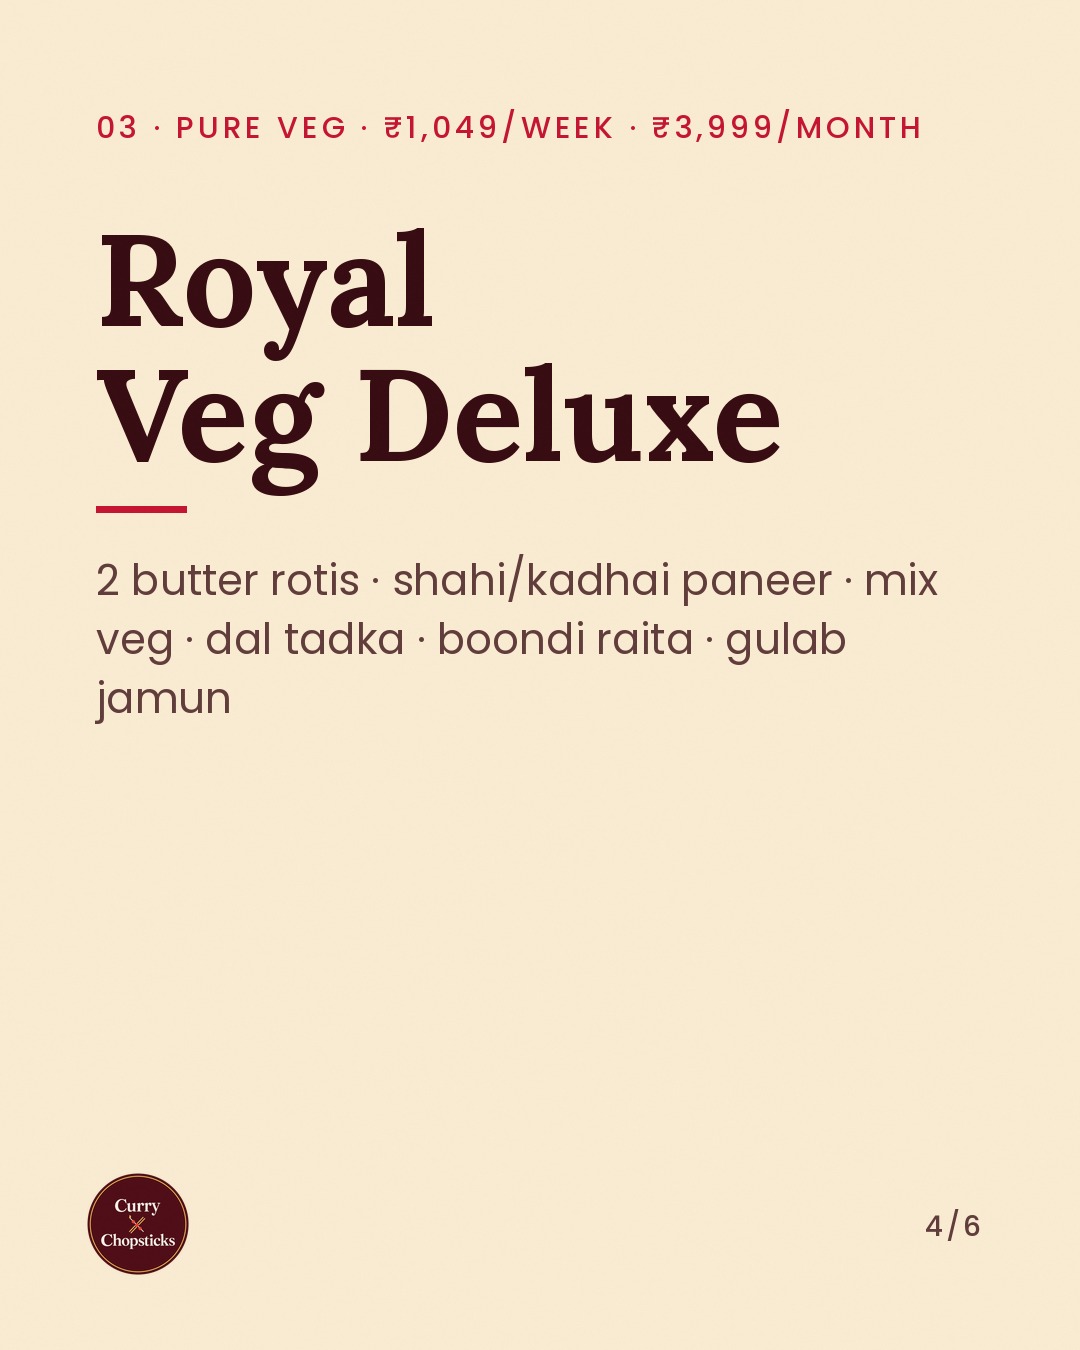 03 · PURE VEG · ₹1,049/WEEK · ₹3,999/MONTH
Royal
Veg Deluxe
2 butter rotis · shahi/kadhai paneer · mix
veg · dal tadka · boondi raita · gulab
jamun
Curry
Chopsticks
4/6